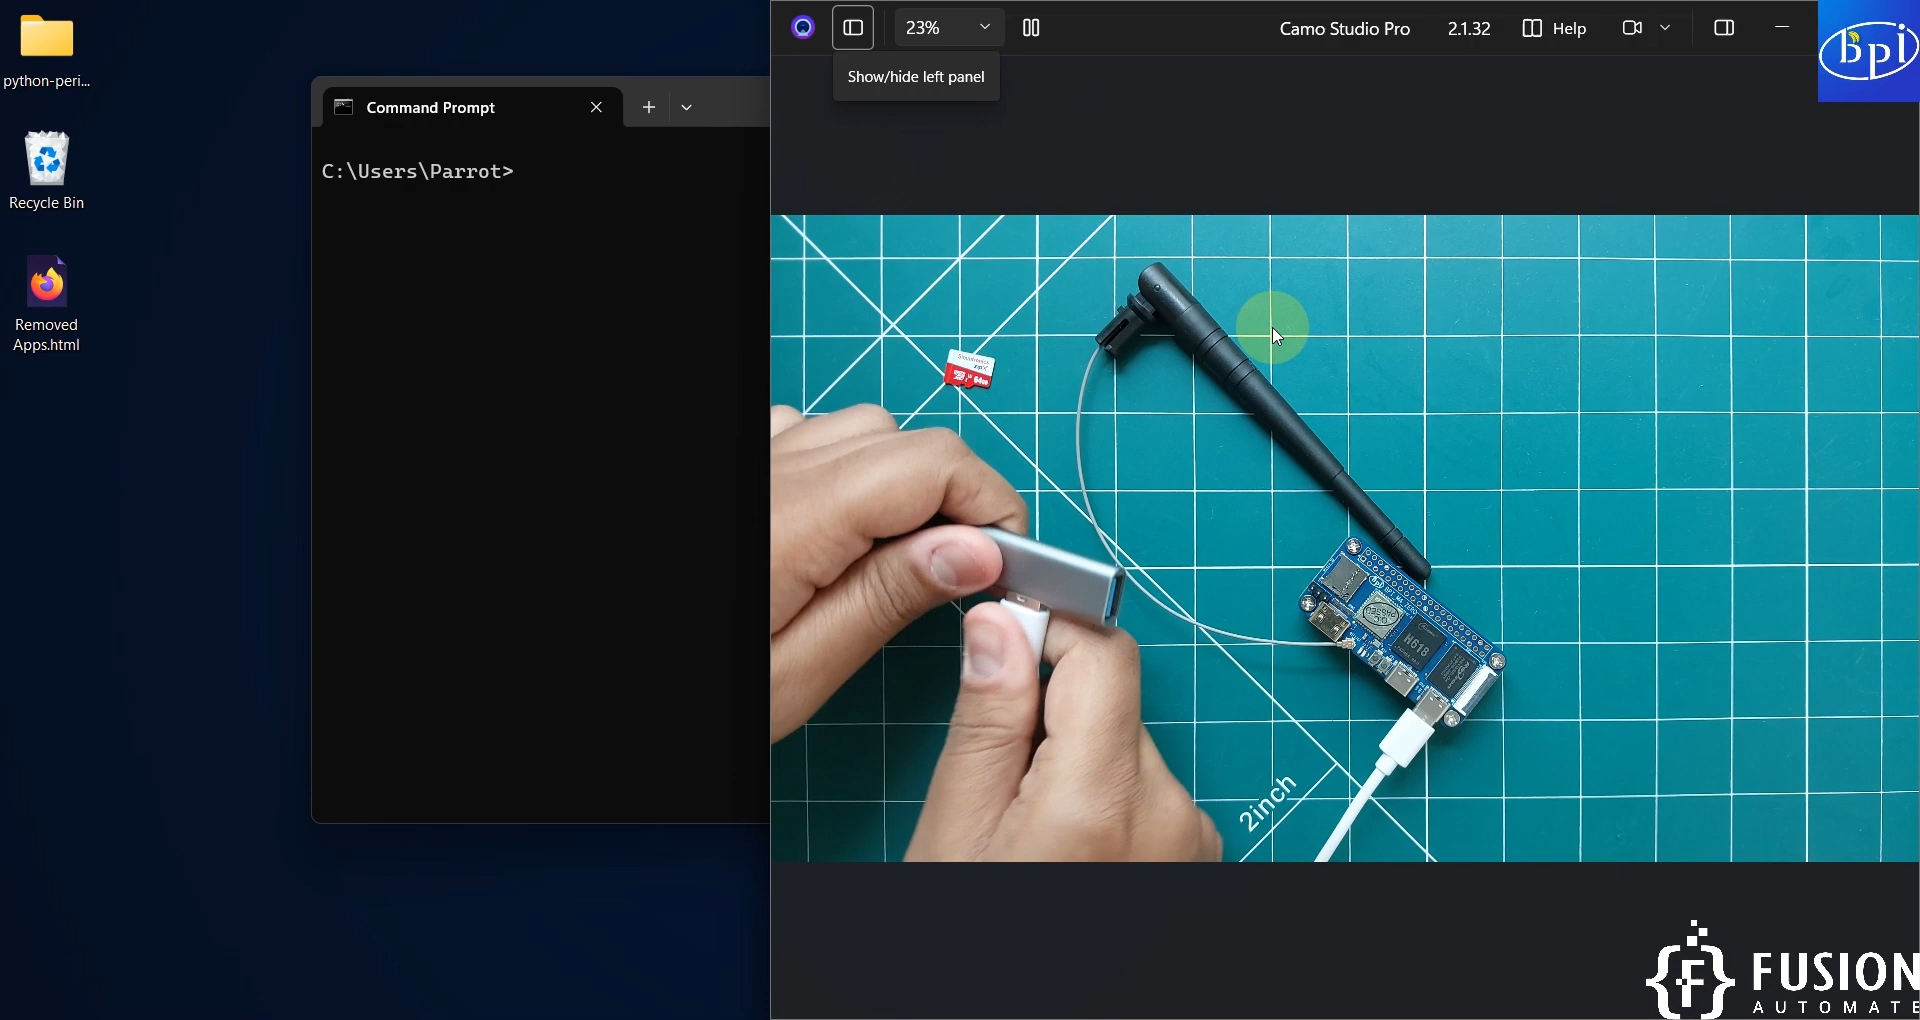 python-peri...
Recycle Bin
Removed
Apps.html
Command Prompt
C:\Users\Parrot>
23%
Camo Studio Pro
2.1.32
Help
Show/hide left panel
bpi
64GB
H618
2inch
{F} FUSION
AUTOMATE